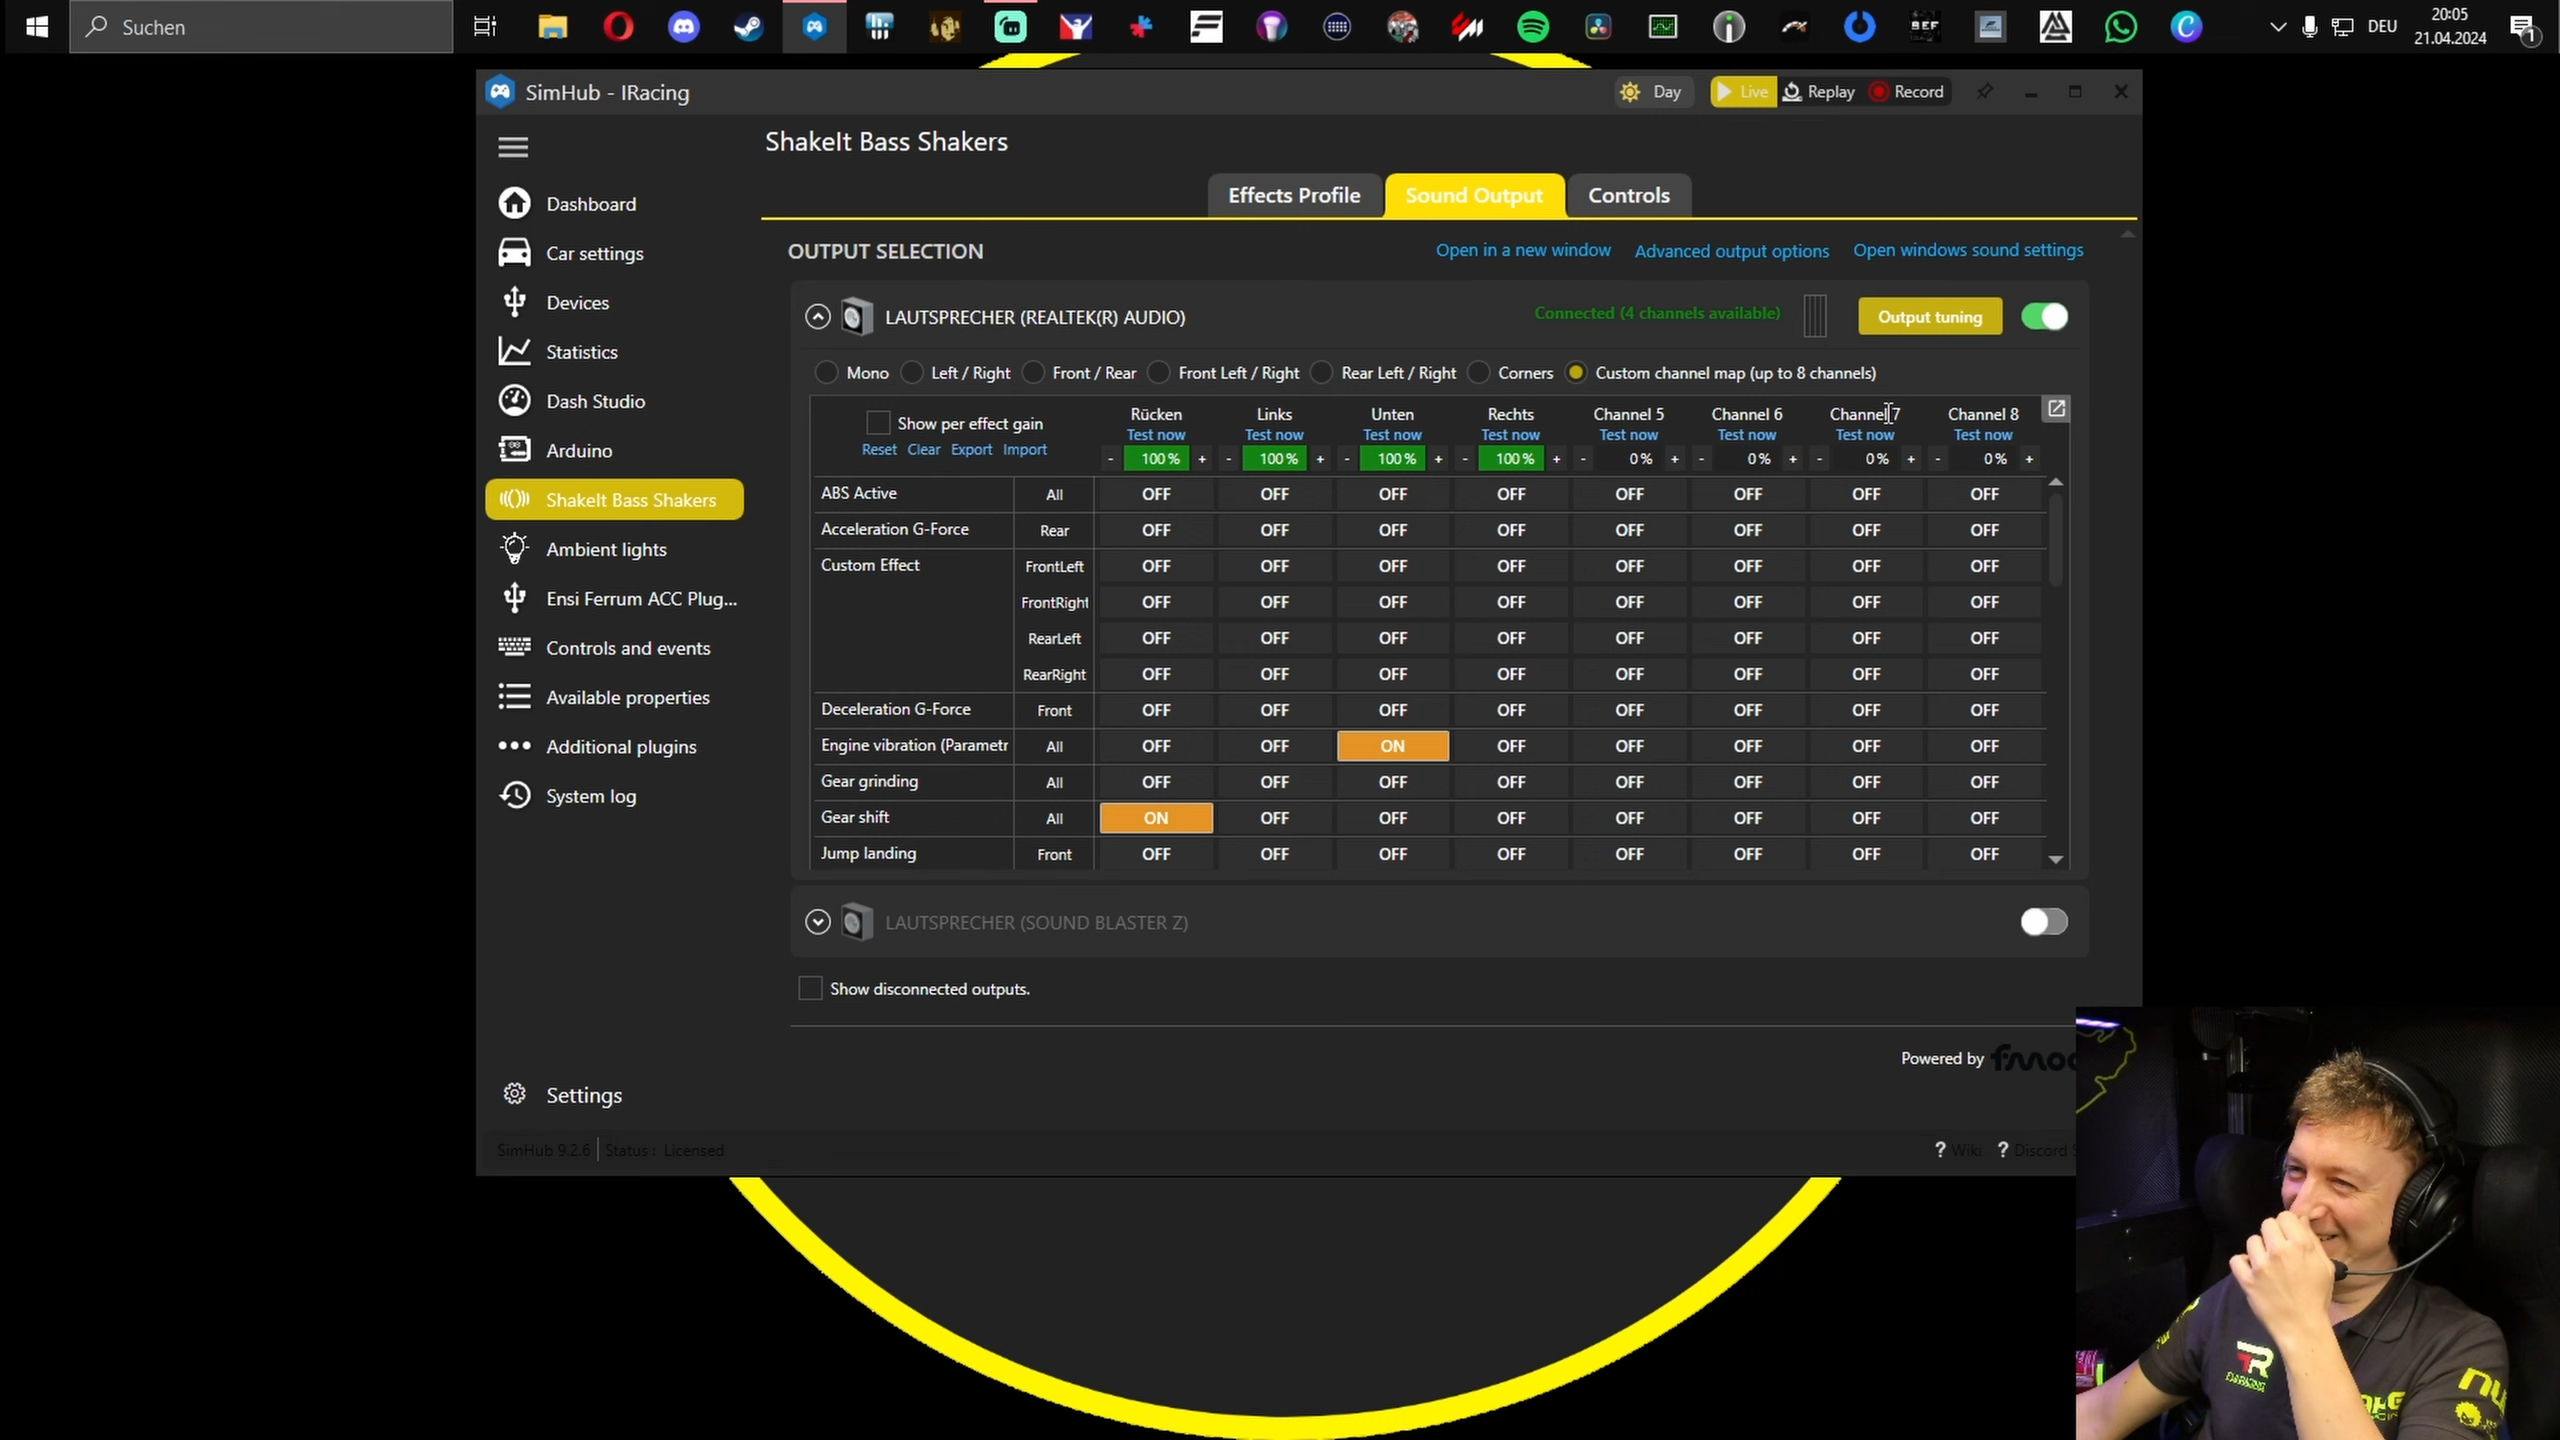 Suchen
DEU
20:05
21.04.2024
1
SimHub - IRacing
Day
Live
Replay
Record
ShakeIt Bass Shakers
Effects Profile
Sound Output
Controls
Dashboard
Car settings
Devices
Statistics
Dash Studio
Arduino
ShakeIt Bass Shakers
Ambient lights
Ensi Ferrum ACC Plug...
Controls and events
Available properties
Additional plugins
System log
Settings
OUTPUT SELECTION
Open in a new window
Advanced output options
Open windows sound settings
LAUTSPRECHER (REALTEK(R) AUDIO)
Connected (4 channels available)
Output tuning
Mono Left / Right Front / Rear Front Left / Right Rear Left / Right Corners Custom channel map (up to 8 channels)
Show per effect gain
Reset Clear Export Import
Rücken Links Unten Rechts Channel 5 Channel 6 Channel 7 Channel 8
Test now Test now Test now Test now Test now Test now Test now Test now
- 100 % + - 100 % + - 100 % + - 100 % + - 0 % + - 0 % + - 0 % + - 0 % +
ABS Active All OFF OFF OFF OFF OFF OFF OFF OFF
Acceleration G-Force Rear OFF OFF OFF OFF OFF OFF OFF OFF
Custom Effect FrontLeft OFF OFF OFF OFF OFF OFF OFF OFF
FrontRight OFF OFF OFF OFF OFF OFF OFF OFF
RearLeft OFF OFF OFF OFF OFF OFF OFF OFF
RearRight OFF OFF OFF OFF OFF OFF OFF OFF
Deceleration G-Force Front OFF OFF OFF OFF OFF OFF OFF OFF
Engine vibration (Parametr All OFF OFF ON OFF OFF OFF OFF OFF
Gear grinding All OFF OFF OFF OFF OFF OFF OFF OFF
Gear shift All ON OFF OFF OFF OFF OFF OFF OFF
Jump landing Front OFF OFF OFF OFF OFF OFF OFF OFF
LAUTSPRECHER (SOUND BLASTER Z)
Show disconnected outputs.
Powered by fmod
SimHub 9.2.6 Status : Licensed
? Wiki ? Discord